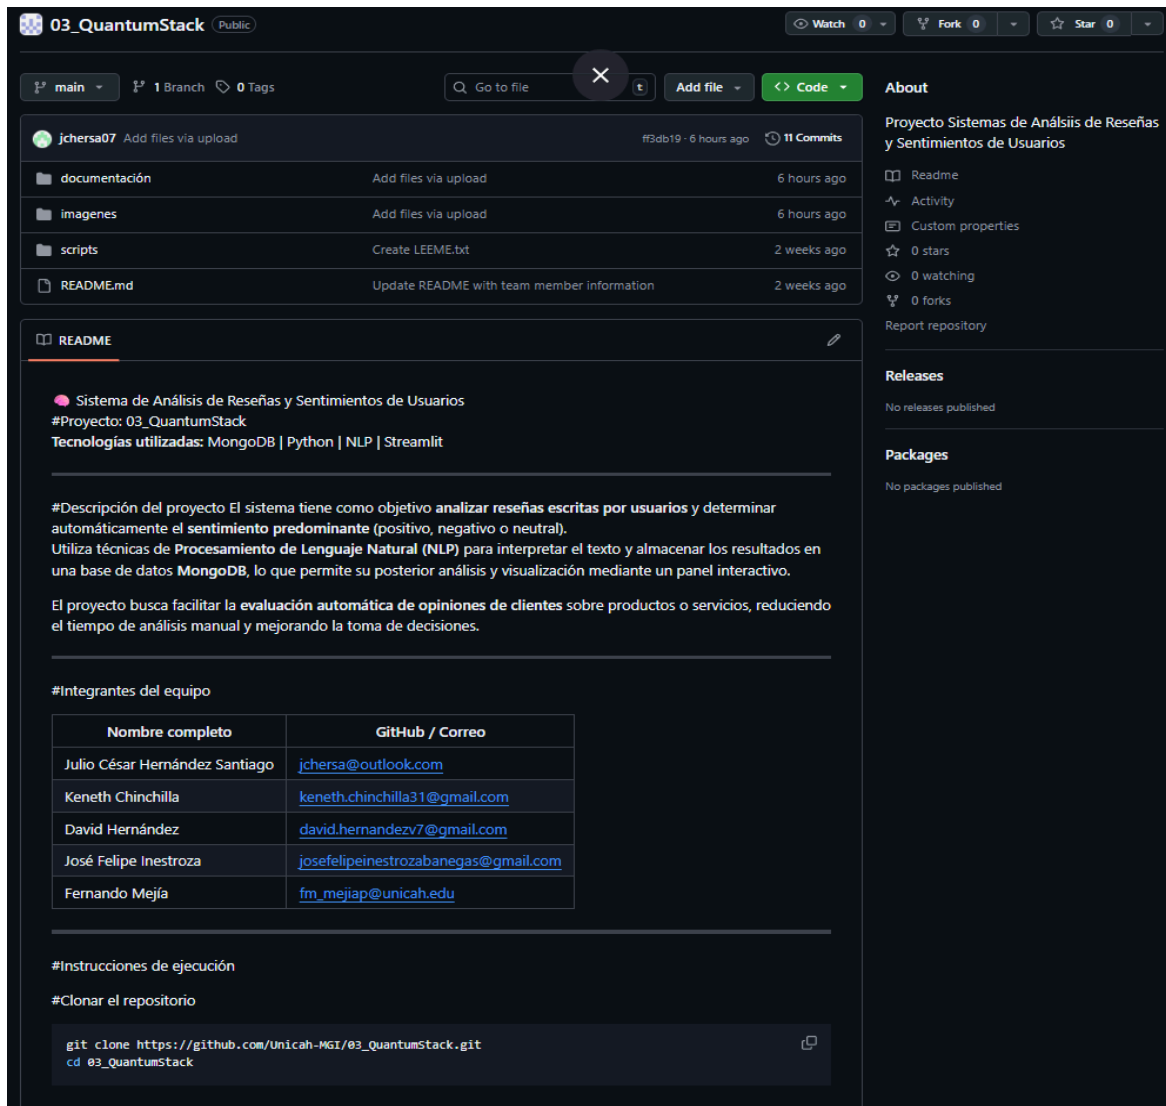 03_QuantumStack Public
Watch 0
Fork 0
Star 0
main
1 Branch
0 Tags
Go to file
t
Add file
<> Code
jchersa07 Add files via upload
ff3db19 · 6 hours ago
11 Commits
documentación Add files via upload 6 hours ago
imagenes Add files via upload 6 hours ago
scripts Create LEEME.txt 2 weeks ago
README.md Update README with team member information 2 weeks ago
README
Sistema de Análisis de Reseñas y Sentimientos de Usuarios
#Proyecto: 03_QuantumStack
Tecnologías utilizadas: MongoDB | Python | NLP | Streamlit
#Descripción del proyecto El sistema tiene como objetivo analizar reseñas escritas por usuarios y determinar
automáticamente el sentimiento predominante (positivo, negativo o neutral).
Utiliza técnicas de Procesamiento de Lenguaje Natural (NLP) para interpretar el texto y almacenar los resultados en
una base de datos MongoDB, lo que permite su posterior análisis y visualización mediante un panel interactivo.
El proyecto busca facilitar la evaluación automática de opiniones de clientes sobre productos o servicios, reduciendo
el tiempo de análisis manual y mejorando la toma de decisiones.
#Integrantes del equipo
Nombre completo GitHub / Correo
Julio César Hernández Santiago jchersa@outlook.com
Keneth Chinchilla keneth.chinchilla31@gmail.com
David Hernández david.hernandezv7@gmail.com
José Felipe Inestroza josefelipeinestrozabanegas@gmail.com
Fernando Mejía fm_mejiap@unicah.edu
#Instrucciones de ejecución
#Clonar el repositorio
git clone https://github.com/Unicah-MGI/03_QuantumStack.git
cd 03_QuantumStack
About
Proyecto Sistemas de Análsiis de Reseñas
y Sentimientos de Usuarios
Readme
Activity
Custom properties
0 stars
0 watching
0 forks
Report repository
Releases
No releases published
Packages
No packages published